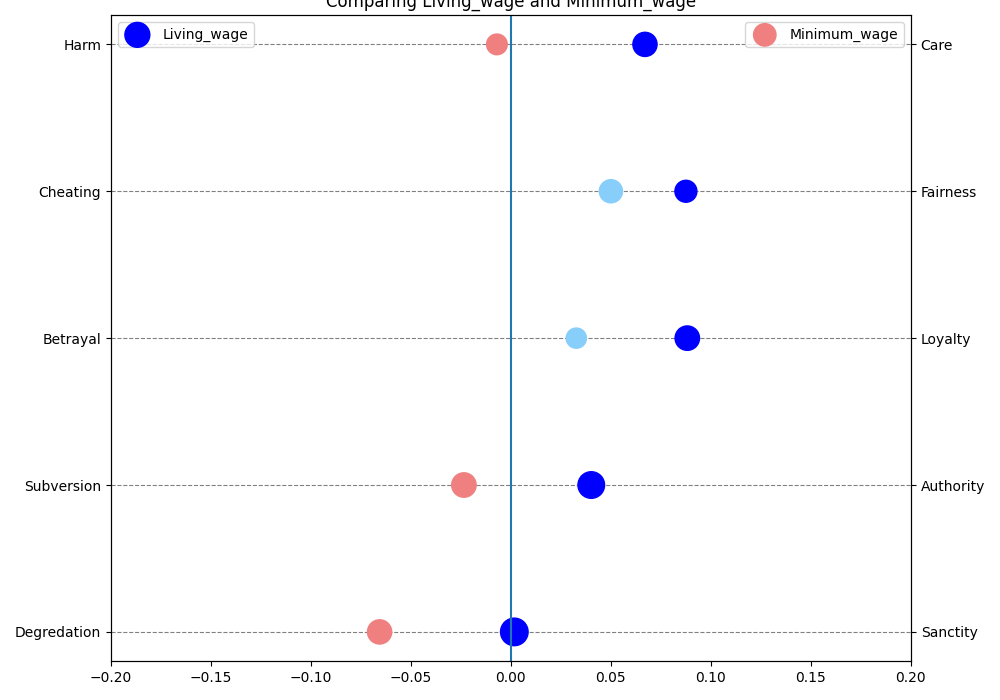 Comparing Living_wage and Minimum_wage
Living_wage
Minimum_wage
Harm
Care
Cheating
Fairness
Betrayal
Loyalty
Subversion
Authority
Degredation
Sanctity
−0.20 −0.15 −0.10 −0.05 0.00 0.05 0.10 0.15 0.20